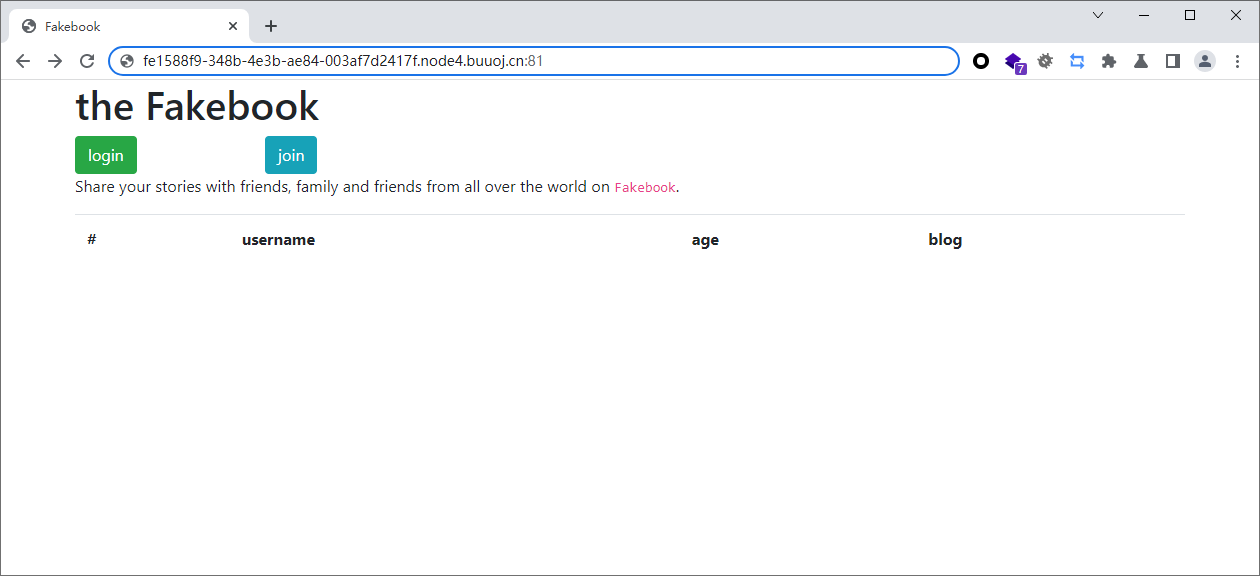 Fakebook
fe1588f9-348b-4e3b-ae84-003af7d2417f.node4.buuoj.cn:81
7
the Fakebook
login join
Share your stories with friends, family and friends from all over the world on Fakebook.
# username age blog